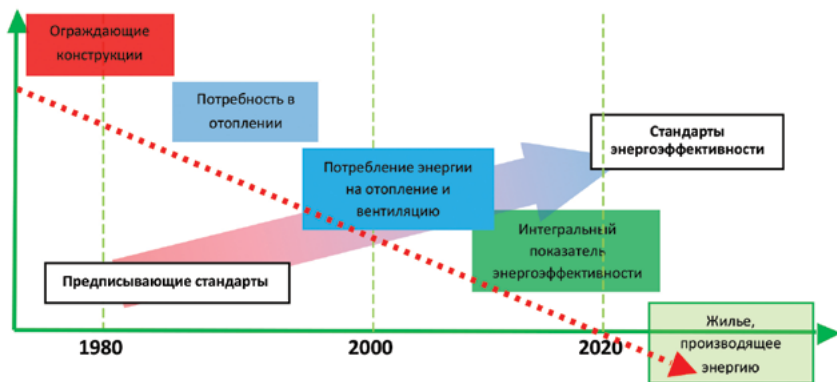 Ограждающие
конструкции
Потребность в
отоплении
Стандарты
энергоэффективности
Потребление энергии
на отопление и
вентиляцию
Интегральный
показатель
энергоэффективности
Предписывающие стандарты
Жилье,
производящее
энергию
1980
2000
2020